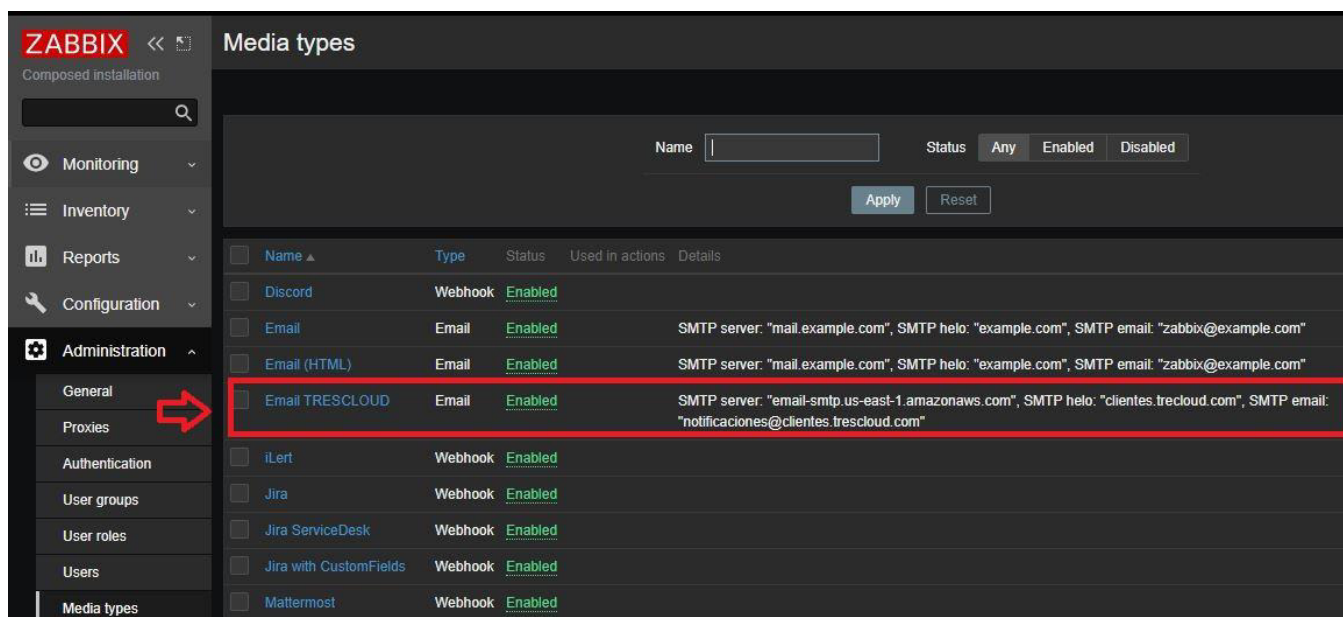 ZABBIX
Composed installation
Monitoring
Inventory
Reports
Configuration
Administration
General
Proxies
Authentication
User groups
User roles
Users
Media types
Media types
Name
Status Any Enabled Disabled
Apply Reset
Name Type Status Used in actions Details
Discord Webhook Enabled
Email Email Enabled SMTP server: "mail.example.com", SMTP helo: "example.com", SMTP email: "zabbix@example.com"
Email (HTML) Email Enabled SMTP server: "mail.example.com", SMTP helo: "example.com", SMTP email: "zabbix@example.com"
Email TRESCLOUD Email Enabled SMTP server: "email-smtp.us-east-1.amazonaws.com", SMTP helo: "clientes.trecloud.com", SMTP email:
"notificaciones@clientes.trescloud.com"
iLert Webhook Enabled
Jira Webhook Enabled
Jira ServiceDesk Webhook Enabled
Jira with CustomFields Webhook Enabled
Mattermost Webhook Enabled